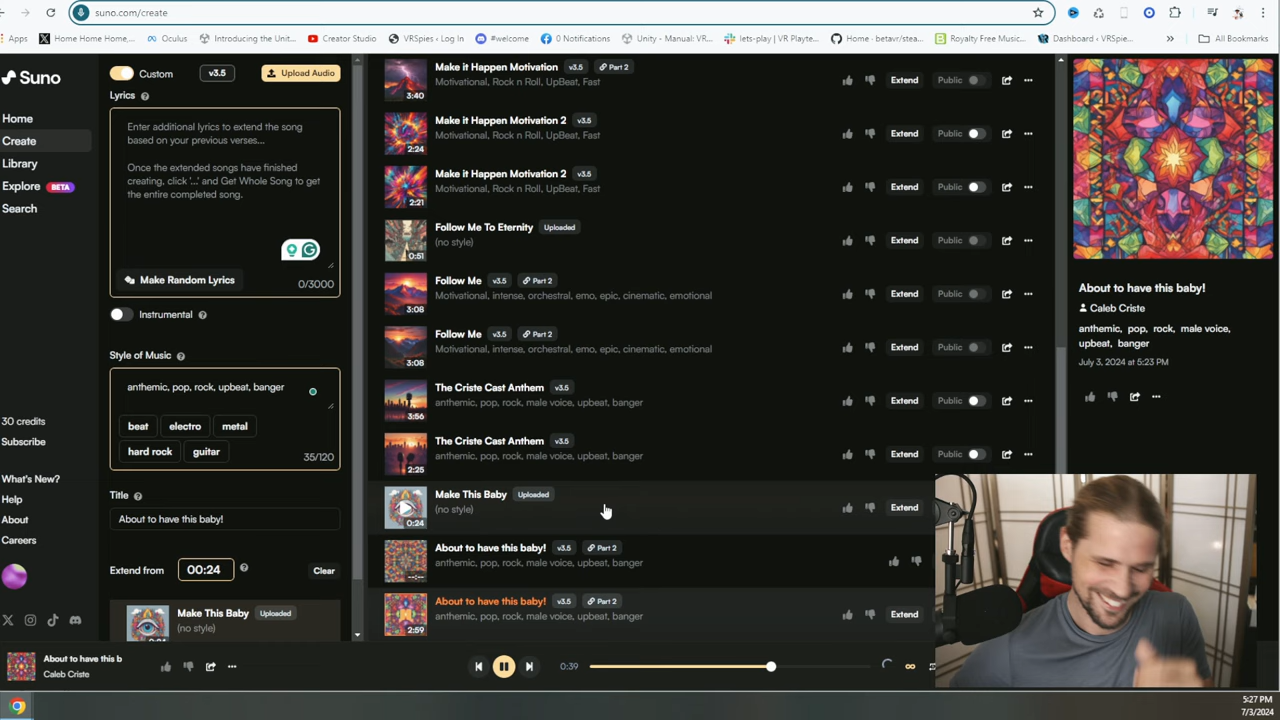 suno.com/create
Apps
Home Home Home,...
Oculus
Introducing the Unit...
Creator Studio
VRSpies ‹ Log In
#welcome
0 Notifications
Unity - Manual: VR...
lets-play | VR Playte...
Home · betavr/stea...
Royalty Free Music...
Dashboard ‹ VRSpie...
»
All Bookmarks
Suno
Home
Create
Library
Explore BETA
Search
30 credits
Subscribe
What's New?
Help
About
Careers
Custom
v3.5
Upload Audio
Lyrics
Enter additional lyrics to extend the song
based on your previous verses...
Once the extended songs have finished
creating, click '...' and Get Whole Song to get
the entire completed song.
Make Random Lyrics
0/3000
Instrumental
Style of Music
anthemic, pop, rock, upbeat, banger
beat
electro
metal
hard rock
guitar
35/120
Title
About to have this baby!
Extend from
00:24
Clear
Make This Baby Uploaded
(no style)
Make it Happen Motivation v3.5 Part 2
Motivational, Rock n Roll, UpBeat, Fast
3:40
Extend
Public
Make it Happen Motivation 2 v3.5
Motivational, Rock n Roll, UpBeat, Fast
2:24
Extend
Public
Make it Happen Motivation 2 v3.5
Motivational, Rock n Roll, UpBeat, Fast
2:21
Extend
Public
Follow Me To Eternity Uploaded
(no style)
0:51
Extend
Public
Follow Me v3.5 Part 2
Motivational, intense, orchestral, emo, epic, cinematic, emotional
3:08
Extend
Public
Follow Me v3.5 Part 2
Motivational, intense, orchestral, emo, epic, cinematic, emotional
3:08
Extend
Public
The Criste Cast Anthem v3.5
anthemic, pop, rock, male voice, upbeat, banger
3:56
Extend
Public
The Criste Cast Anthem v3.5
anthemic, pop, rock, male voice, upbeat, banger
2:25
Extend
Public
Make This Baby Uploaded
(no style)
0:24
Extend
About to have this baby! v3.5 Part 2
anthemic, pop, rock, male voice, upbeat, banger
--:--
About to have this baby! v3.5 Part 2
anthemic, pop, rock, male voice, upbeat, banger
2:59
Extend
About to have this baby!
Caleb Criste
anthemic, pop, rock, male voice,
upbeat, banger
July 3, 2024 at 5:23 PM
About to have this b
Caleb Criste
0:39
5:27 PM
7/3/2024